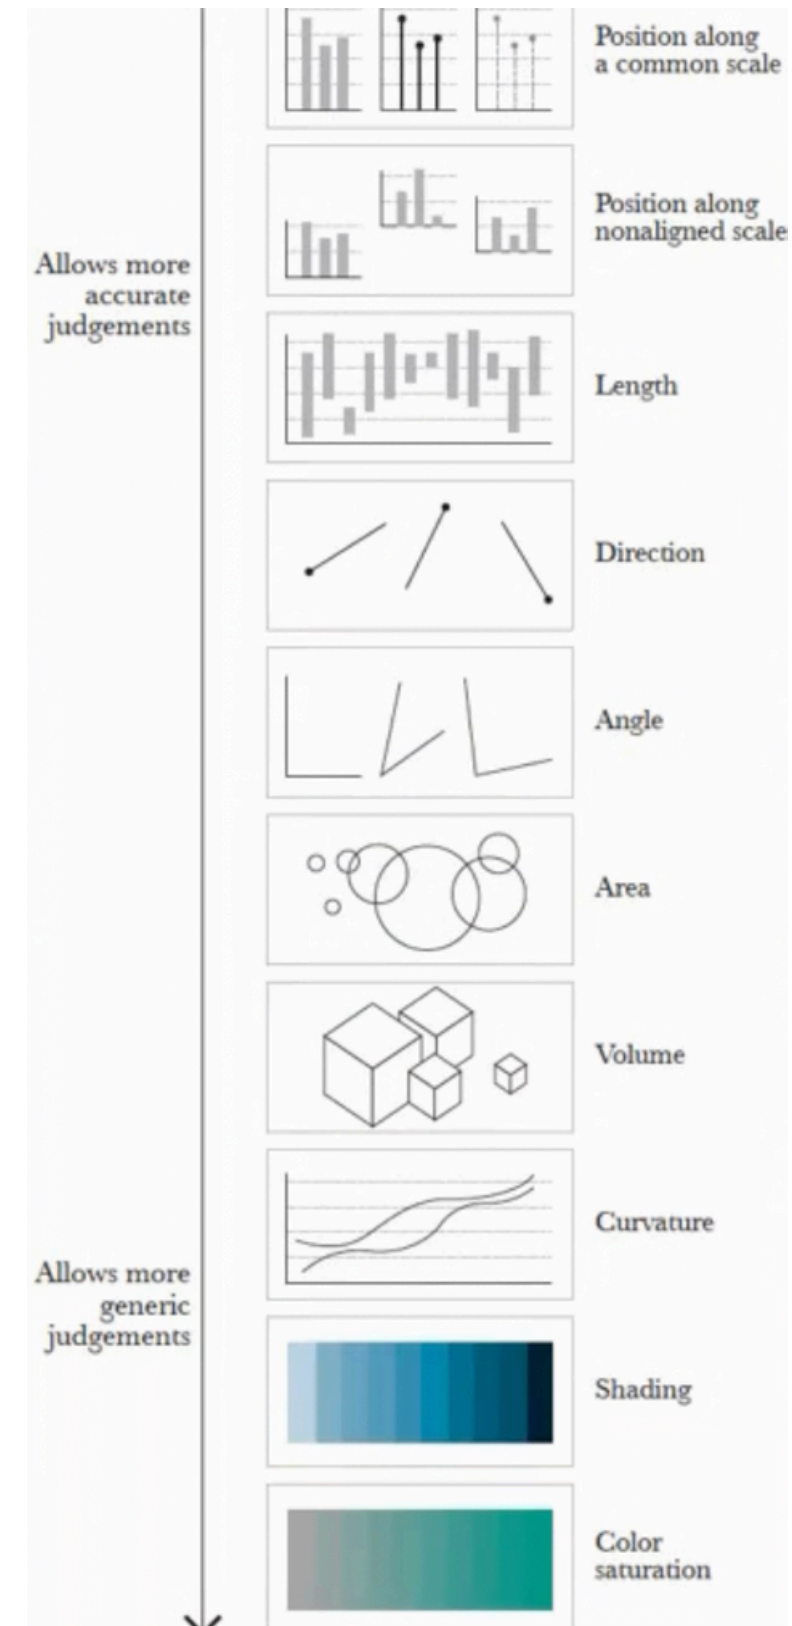 Position along
a common scale
Position along
nonaligned scale
Allows more
accurate
judgements
Length
Direction
Angle
Area
Volume
Curvature
Allows more
generic
judgements
Shading
Color
saturation